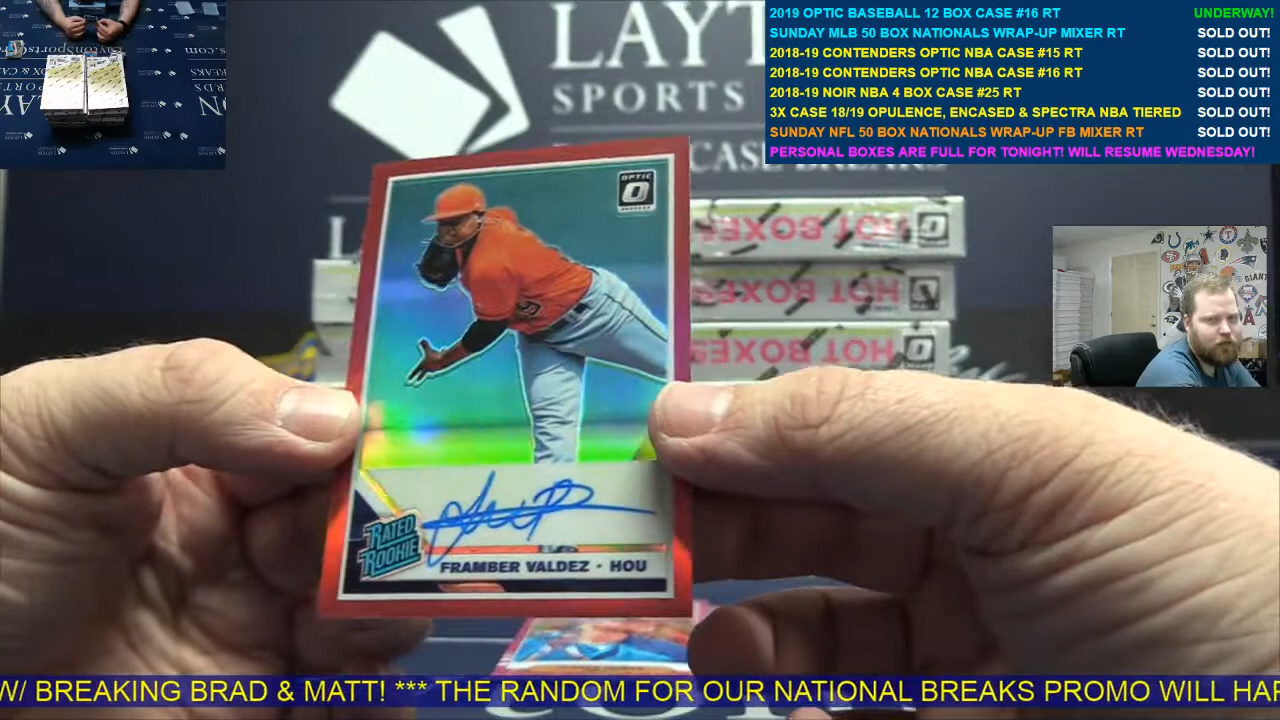 2019 OPTIC BASEBALL 12 BOX CASE #16 RT UNDERWAY!
SUNDAY MLB 50 BOX NATIONALS WRAP-UP MIXER RT SOLD OUT!
2018-19 CONTENDERS OPTIC NBA CASE #15 RT SOLD OUT!
2018-19 CONTENDERS OPTIC NBA CASE #16 RT SOLD OUT!
2018-19 NOIR NBA 4 BOX CASE #25 RT SOLD OUT!
3X CASE 18/19 OPULENCE, ENCASED & SPECTRA NBA TIERED SOLD OUT!
SUNDAY NFL 50 BOX NATIONALS WRAP-UP FB MIXER RT SOLD OUT!
PERSONAL BOXES ARE FULL FOR TONIGHT! WILL RESUME WEDNESDAY!
LAYT
SPORTS
OPTIC
HOT BOXES
HOT BOXES
HOT BOXES
RATED
ROOKIE
FRAMBER VALDEZ · HOU
W/ BREAKING BRAD & MATT! *** THE RANDOM FOR OUR NATIONAL BREAKS PROMO WILL HAP